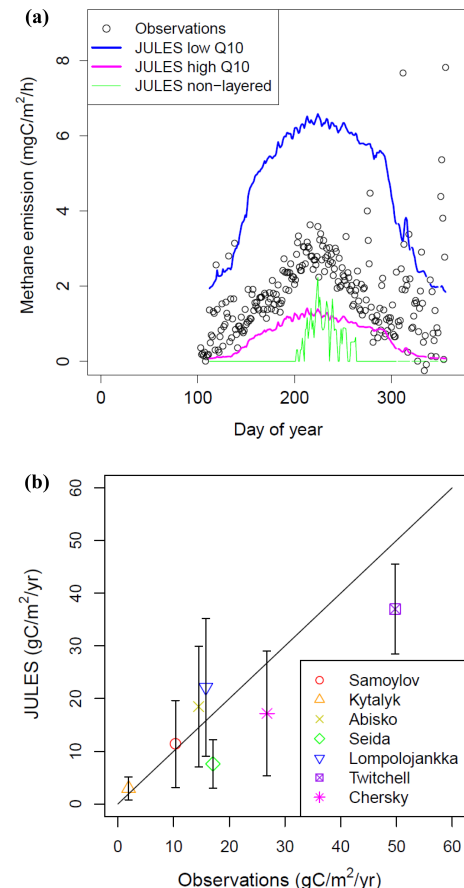 (a)
Observations
JULES low Q10
JULES high Q10
JULES non-layered
Methane emission (mgC/m²/h)
8
6
4
2
0
0 100 200 300
Day of year
(b)
JULES (gC/m²/yr)
60
50
40
30
20
10
0
Samoylov
Kytalyk
Abisko
Seida
Lompolojankka
Twitchell
Chersky
0 10 20 30 40 50 60
Observations (gC/m²/yr)